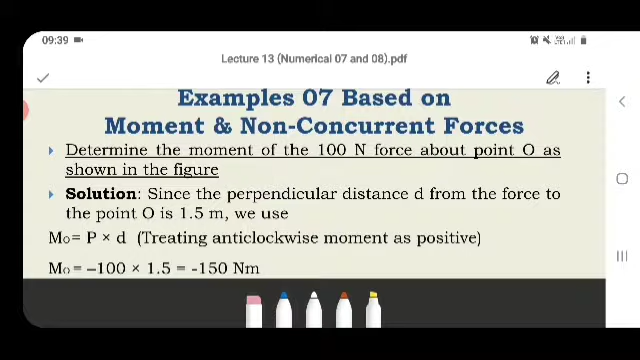 09:39
Lecture 13 (Numerical 07 and 08).pdf
Examples 07 Based on
Moment & Non-Concurrent Forces
Determine the moment of the 100 N force about point O as
shown in the figure
Solution: Since the perpendicular distance d from the force to
the point O is 1.5 m, we use
Mo= P × d (Treating anticlockwise moment as positive)
Mo = –100 × 1.5 = -150 Nm